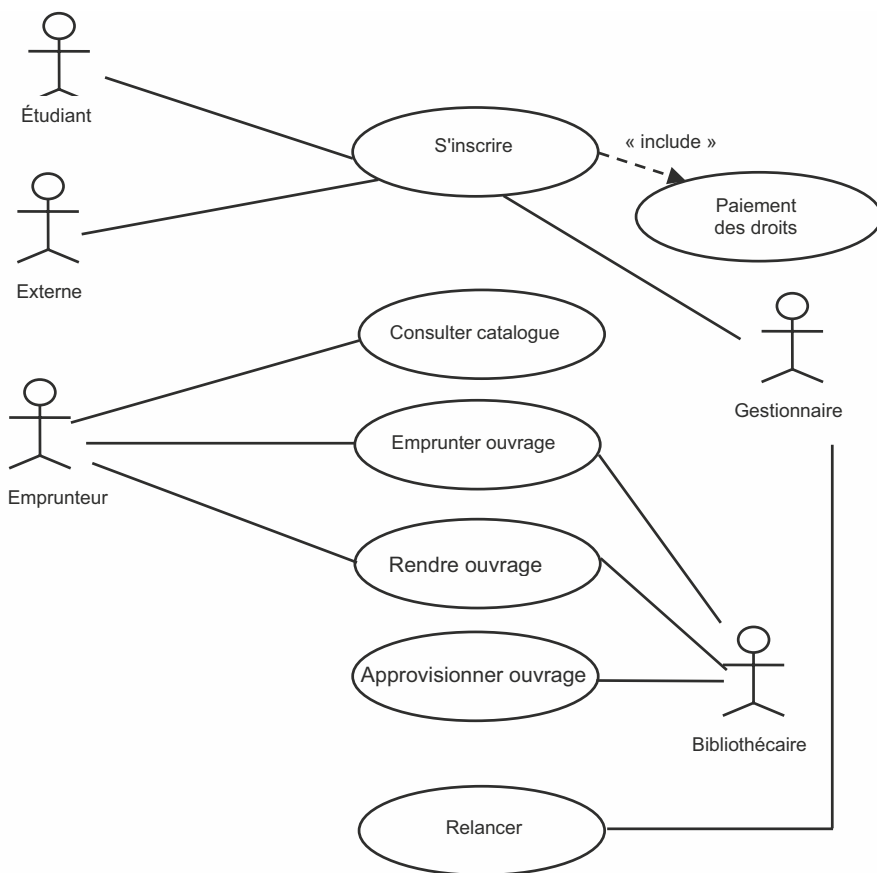 Étudiant
S'inscrire
« include »
Paiement
des droits
Externe
Consulter catalogue
Gestionnaire
Emprunter ouvrage
Emprunteur
Rendre ouvrage
Approvisionner ouvrage
Bibliothécaire
Relancer